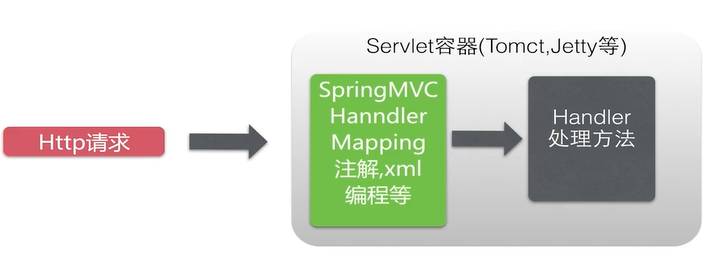 Servlet容器(Tomct,Jetty等)
Http请求
SpringMVC
Hanndler
Mapping
注解,xml
编程等
Handler
处理方法